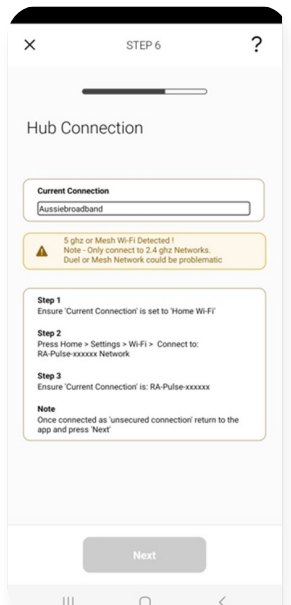 STEP 6
?
Hub Connection
Current Connection
Aussiebroadband
5 ghz or Mesh Wi-Fi Detected !
Note - Only connect to 2.4 ghz Networks.
Duel or Mesh Network could be problematic
Step 1
Ensure 'Current Connection' is set to 'Home Wi-Fi'
Step 2
Press Home > Settings > Wi-Fi > Connect to:
RA-Pulse-xxxxxx Network
Step 3
Ensure 'Current Connection' is: RA-Pulse-xxxxxx
Note
Once connected as 'unsecured connection' return to the
app and press 'Next'
Next